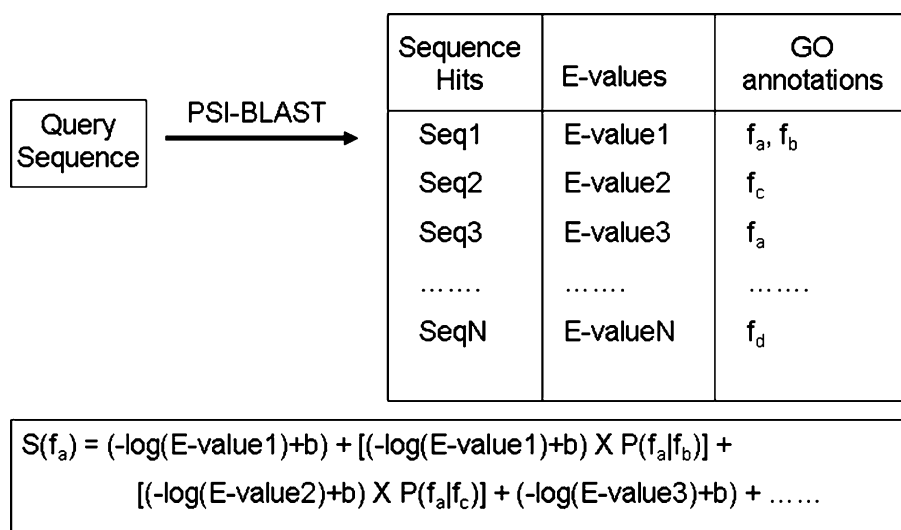 Query
Sequence
PSI-BLAST
Sequence
Hits
E-values
GO
annotations
Seq1 E-value1 fa, fb
Seq2 E-value2 fc
Seq3 E-value3 fa
……. ……. …….
SeqN E-valueN fd
S(fa) = (-log(E-value1)+b) + [(-log(E-value1)+b) X P(fa|fb)] +
[(-log(E-value2)+b) X P(fa|fc)] + (-log(E-value3)+b) + ……